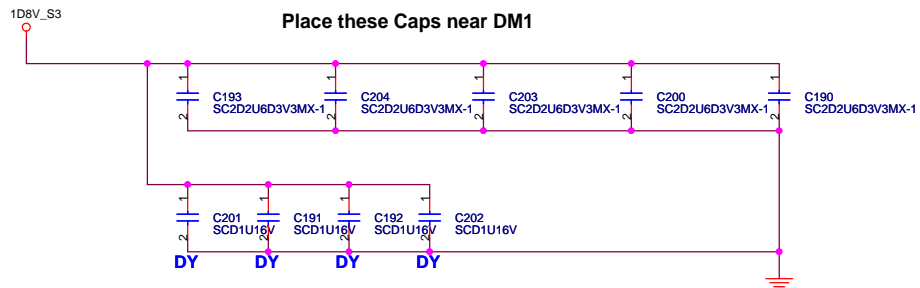 1D8V_S3
Place these Caps near DM1
1 1 1 1 1
C193 C204 C203 C200 C190
SC2D2U6D3V3MX-1 SC2D2U6D3V3MX-1 SC2D2U6D3V3MX-1 SC2D2U6D3V3MX-1 SC2D2U6D3V3MX-1
2 2 2 2 2
1 1 1 1
C201 C191 C192 C202
SCD1U16V SCD1U16V SCD1U16V SCD1U16V
2 2 2 2
DY DY DY DY